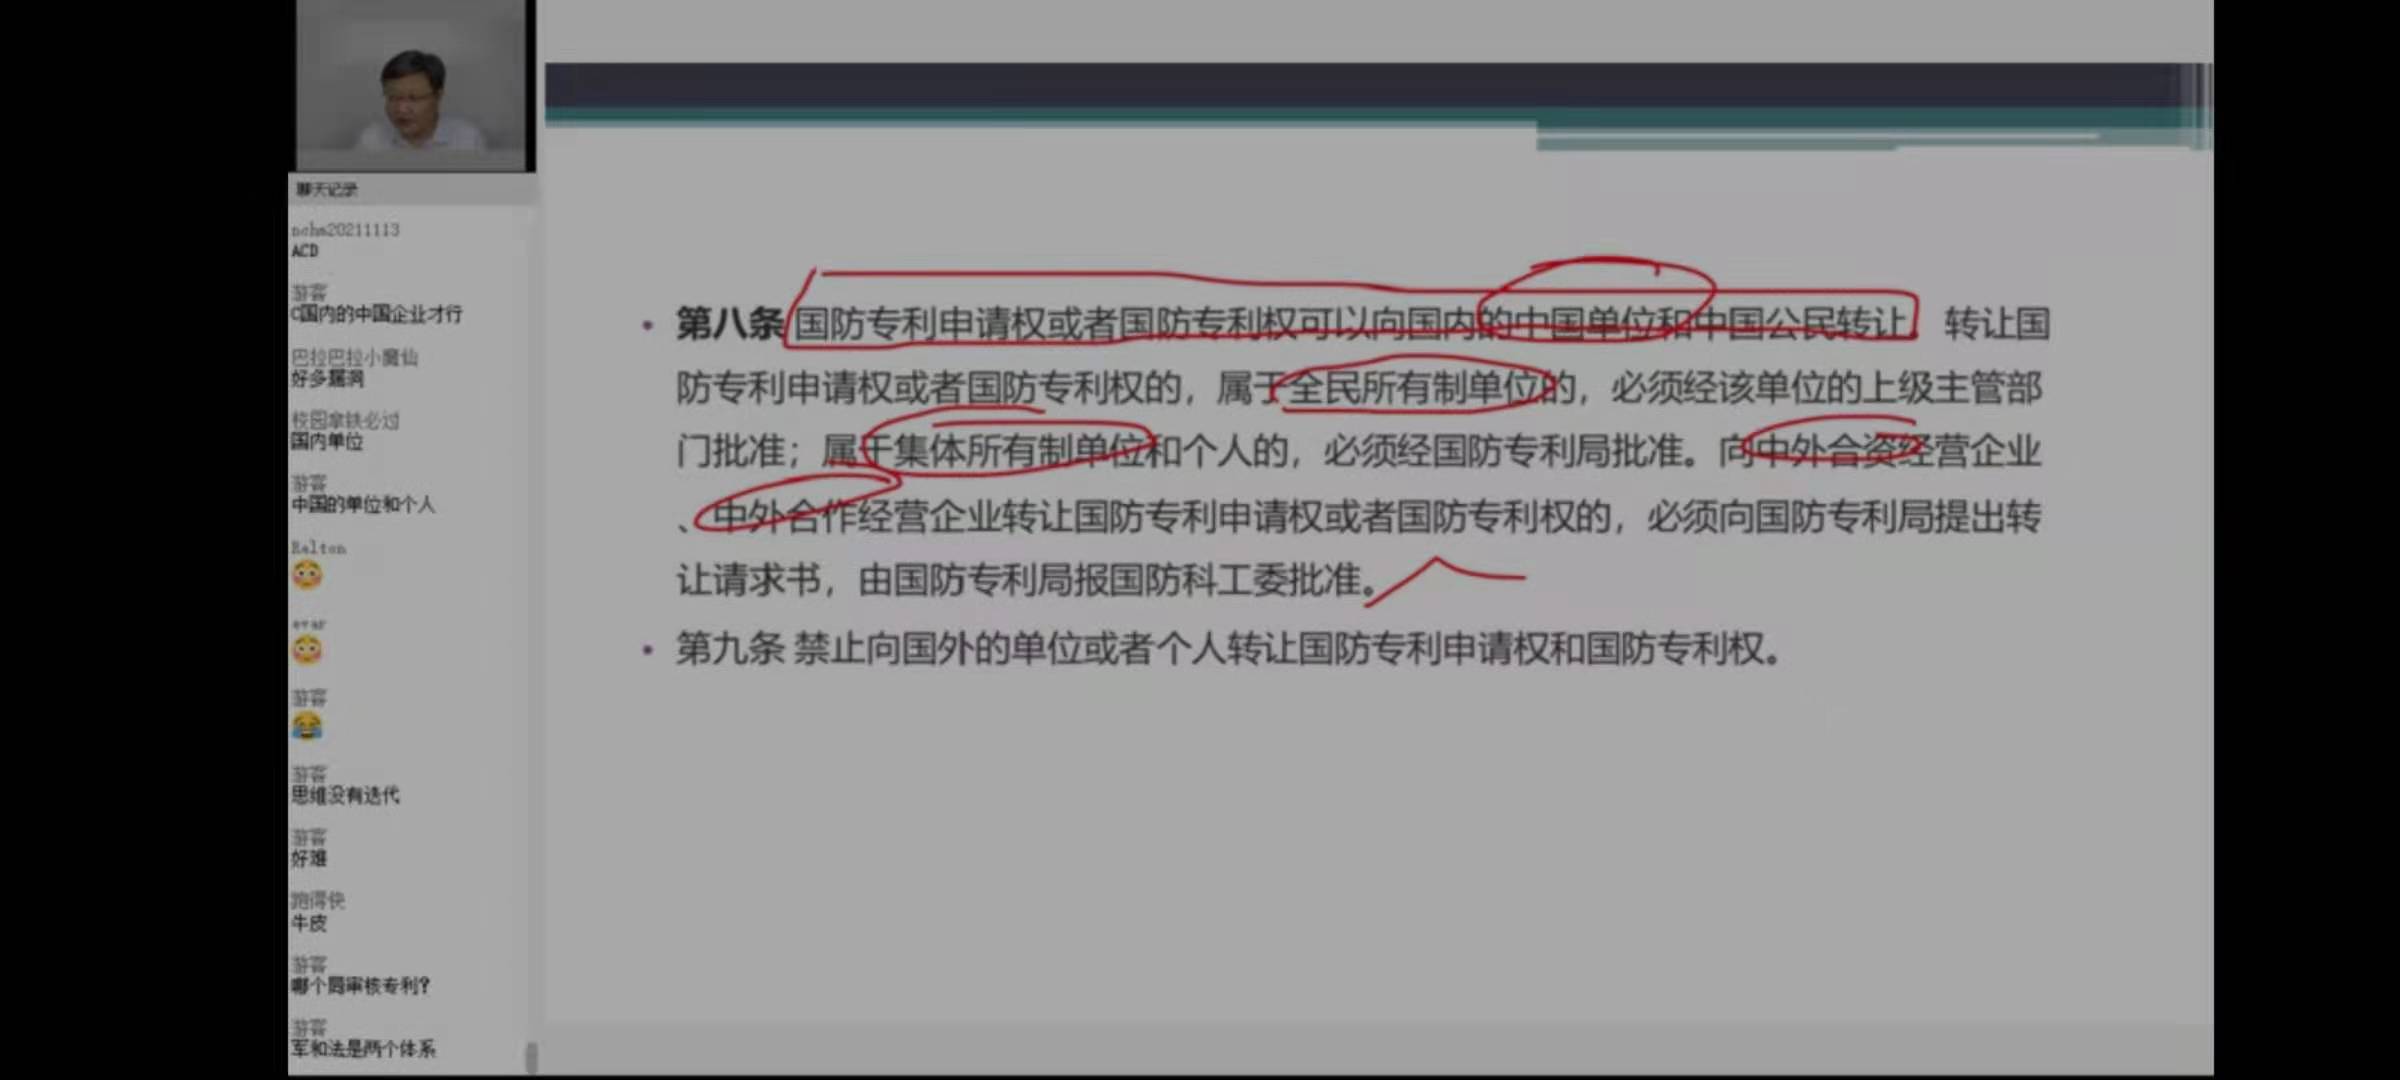 聊天记录
nchm20211113
ACD
游客
C国内的中国企业才行
巴拉巴拉小魔仙
好多漏洞
校园拿铁必过
国内单位
游客
中国的单位和个人
Ralton
游客
游客
思维没有迭代
游客
好难
跑得快
牛皮
游客
哪个局审核专利?
游客
军和法是两个体系
• 第八条 国防专利申请权或者国防专利权可以向国内的中国单位和中国公民转让。转让国
防专利申请权或者国防专利权的，属于全民所有制单位的，必须经该单位的上级主管部
门批准；属于集体所有制单位和个人的，必须经国防专利局批准。向中外合资经营企业
、中外合作经营企业转让国防专利申请权或者国防专利权的，必须向国防专利局提出转
让请求书，由国防专利局报国防科工委批准。
• 第九条 禁止向国外的单位或者个人转让国防专利申请权和国防专利权。